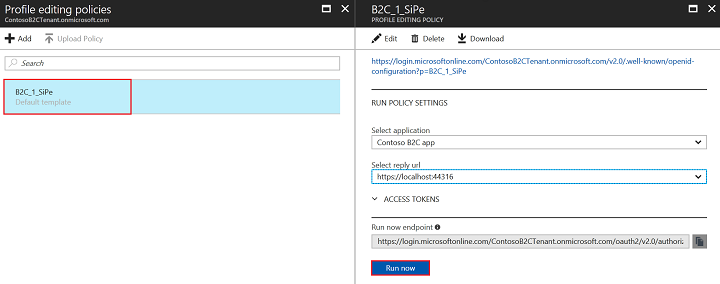 Profile editing policies
ContosoB2CTenant.onmicrosoft.com
Add
Upload Policy
Search
B2C_1_SiPe
Default template
B2C_1_SiPe
PROFILE EDITING POLICY
Edit
Delete
Download
https://login.microsoftonline.com/ContosoB2CTenant.onmicrosoft.com/v2.0/.well-known/openid-
configuration?p=B2C_1_SiPe
RUN POLICY SETTINGS
Select application
Contoso B2C app
Select reply url
https://localhost:44316
ACCESS TOKENS
Run now endpoint
https://login.microsoftonline.com/ContosoB2CTenant.onmicrosoft.com/oauth2/v2.0/authoriz
Run now